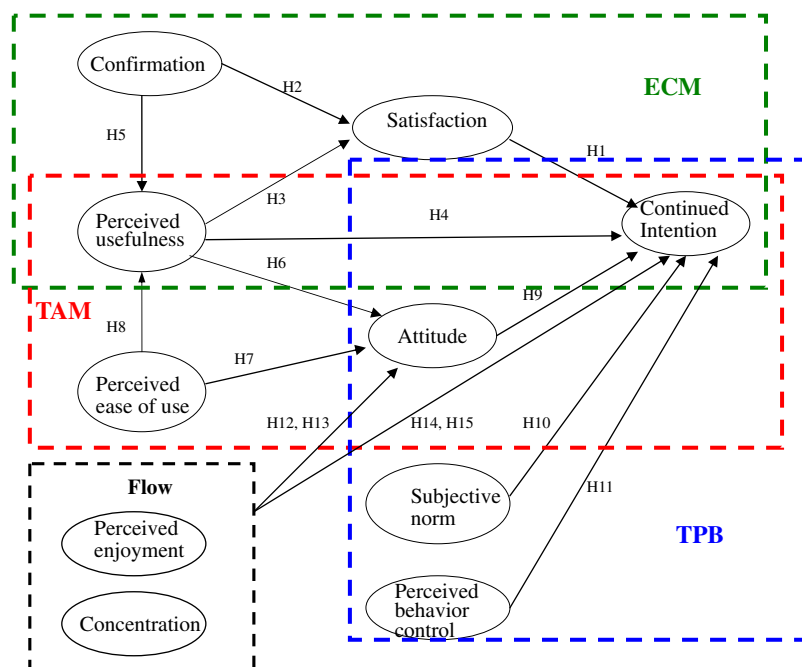 Confirmation
ECM
H2
Satisfaction
H5
H1
H3
Perceived
usefulness
H4
Continued
Intention
H6
TAM
H9
H8
Attitude
H7
Perceived
ease of use
H12, H13
H14, H15
H10
Flow
Subjective
norm
H11
Perceived
enjoyment
TPB
Perceived
behavior
control
Concentration